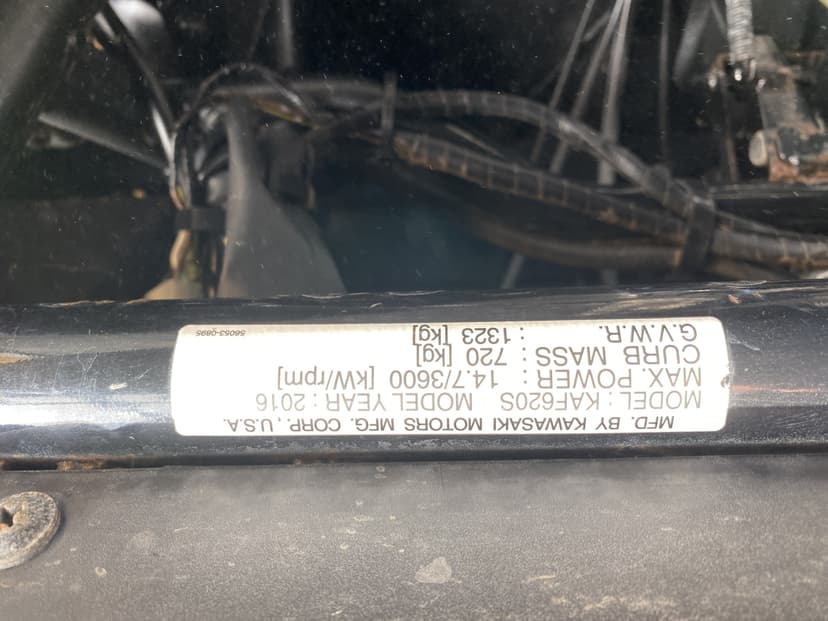 MFD. BY KAWASAKI MOTORS MFG. CORP., U.S.A.
MODEL : KAF620S MODEL YEAR : 2016
MAX. POWER : 14.7/3600 [kW/rpm]
CURB MASS : 720 [kg]
G.V.W.R. : 1323 [kg]
56053-0895